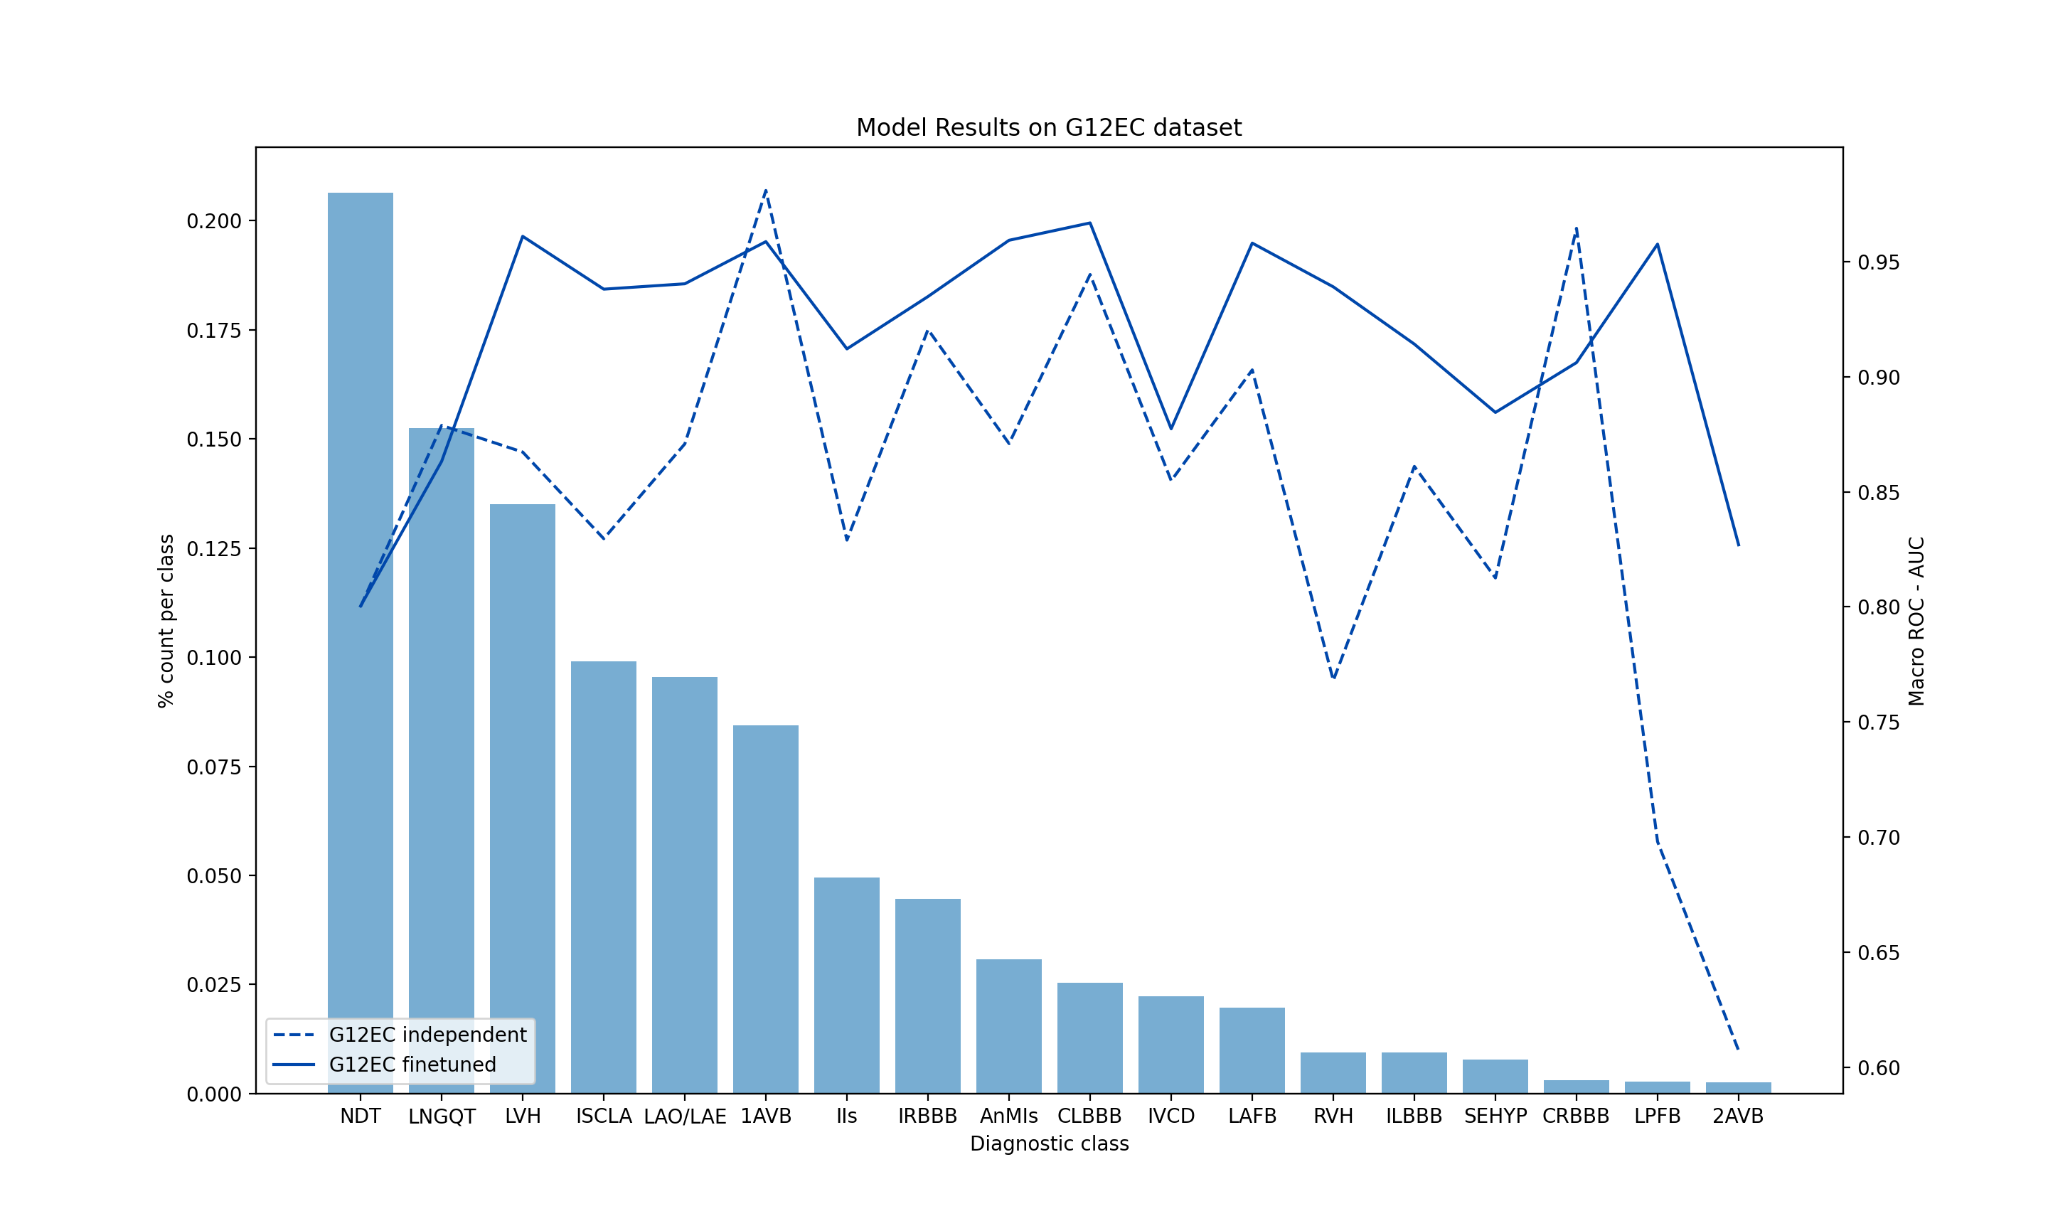 Model Results on G12EC dataset
% count per class
0.200
0.175
0.150
0.125
0.100
0.075
0.050
0.025
0.000
0.95
0.90
0.85
0.80
0.75
0.70
0.65
0.60
Macro ROC - AUC
G12EC independent
G12EC finetuned
NDT LNGQT LVH ISCLA LAO/LAE 1AVB IIs IRBBB AnMIs CLBBB IVCD LAFB RVH ILBBB SEHYP CRBBB LPFB 2AVB
Diagnostic class